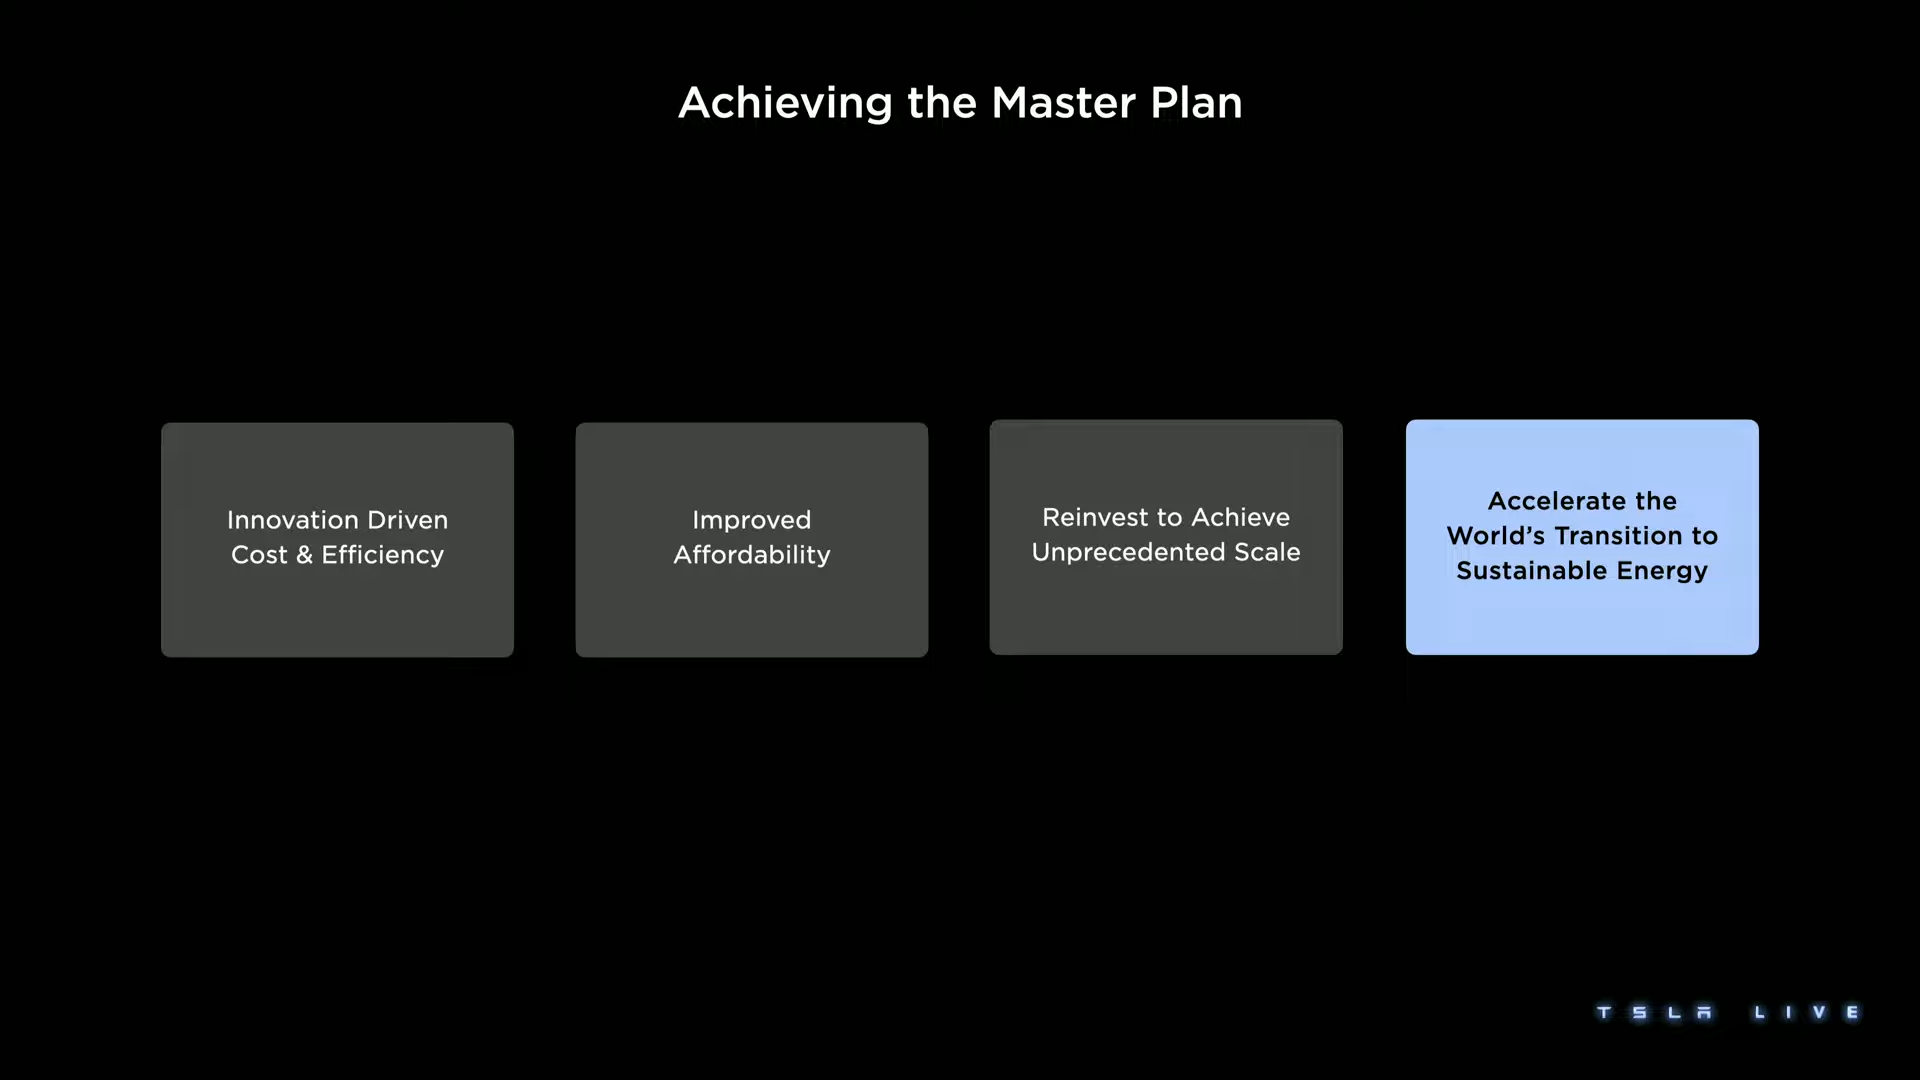 Achieving the Master Plan
Innovation Driven
Cost & Efficiency
Improved
Affordability
Reinvest to Achieve
Unprecedented Scale
Accelerate the
World’s Transition to
Sustainable Energy
TSLA LIVE